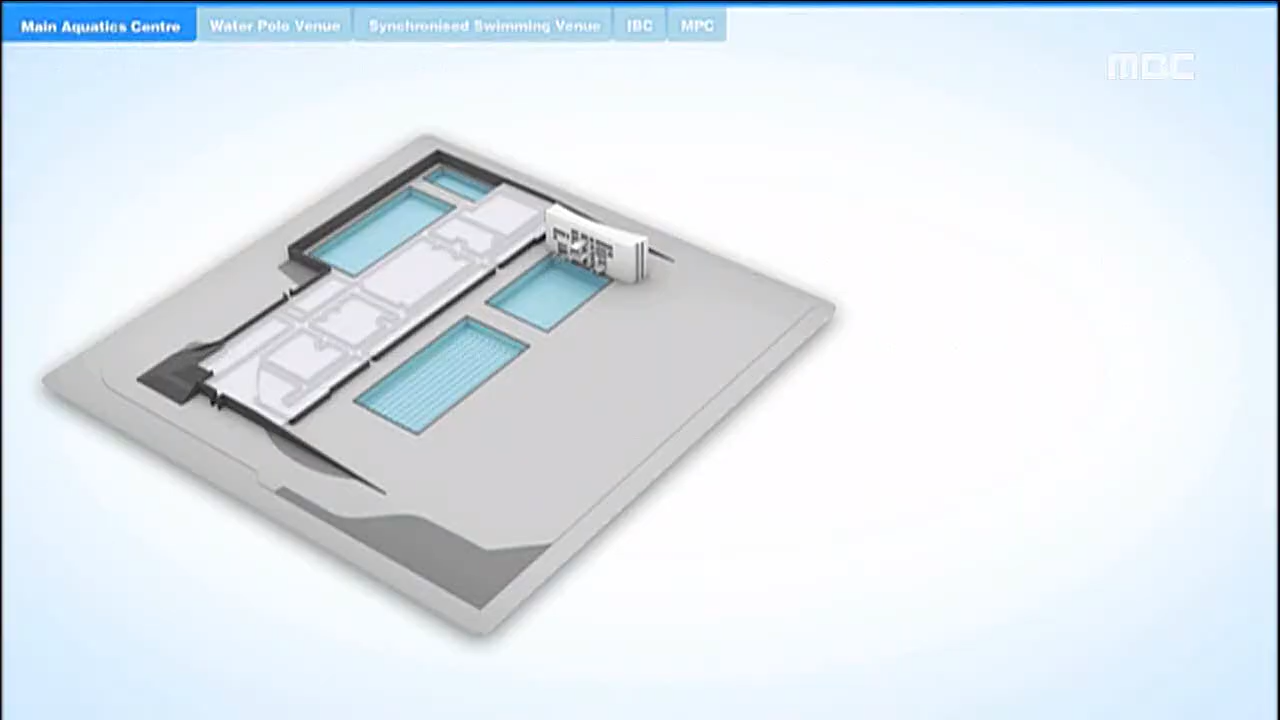 Main Aquatics Centre
Water Polo Venue
Synchronised Swimming Venue
IBC
MPC
MBC